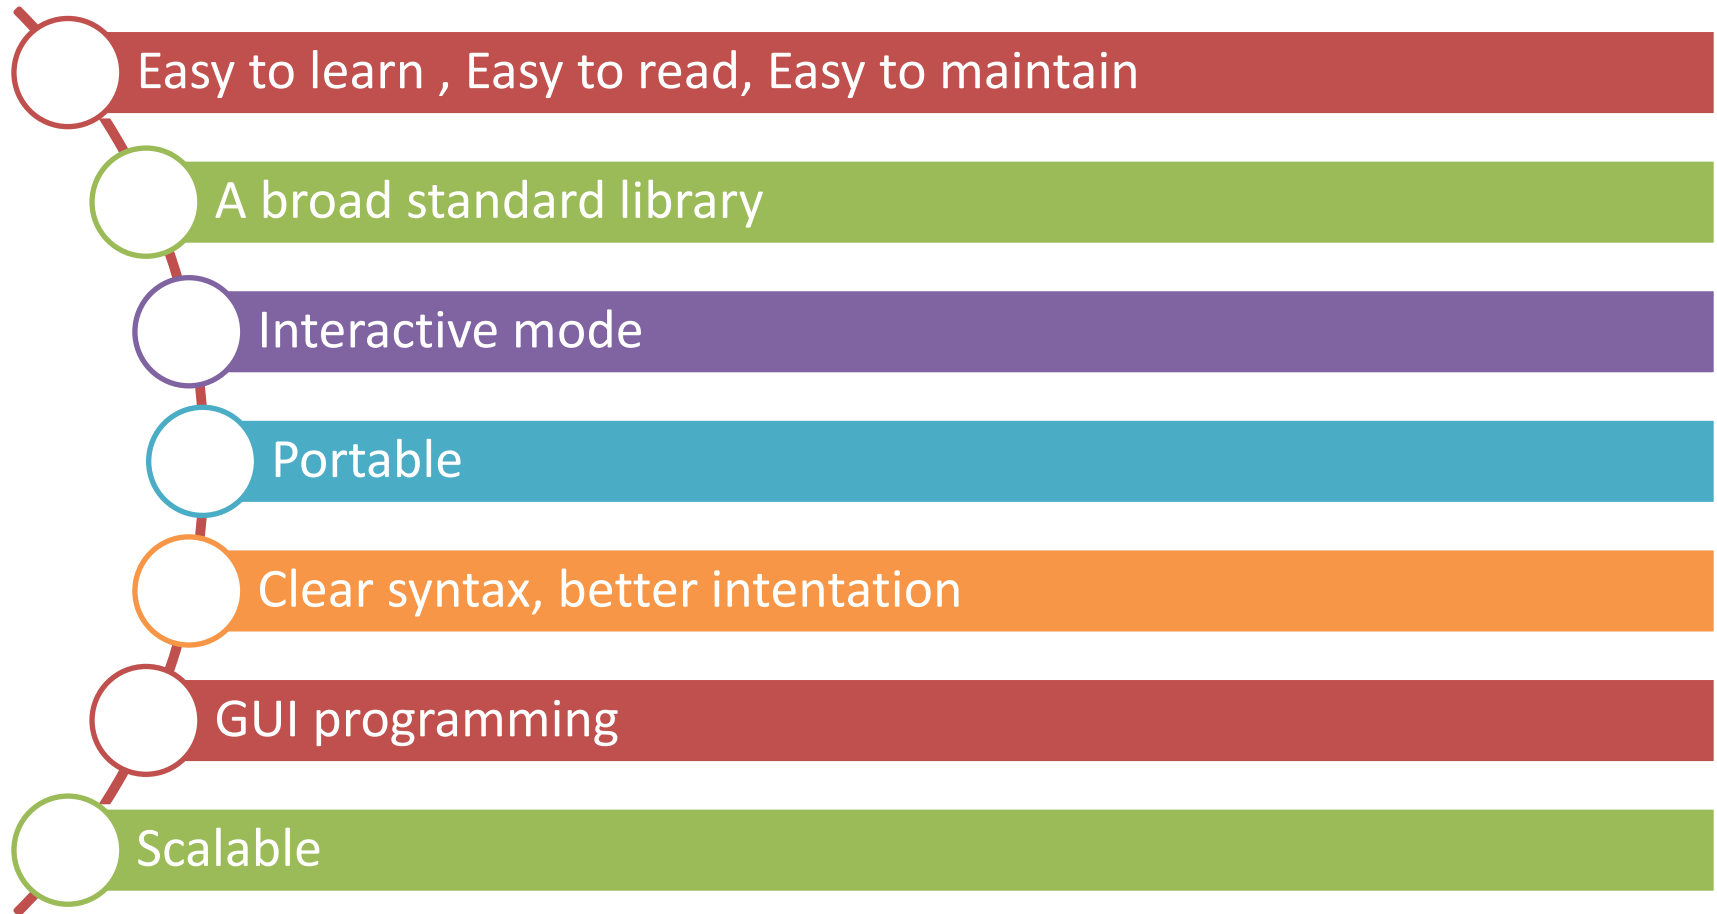 Easy to learn , Easy to read, Easy to maintain
A broad standard library
Interactive mode
Portable
Clear syntax, better intentation
GUI programming
Scalable